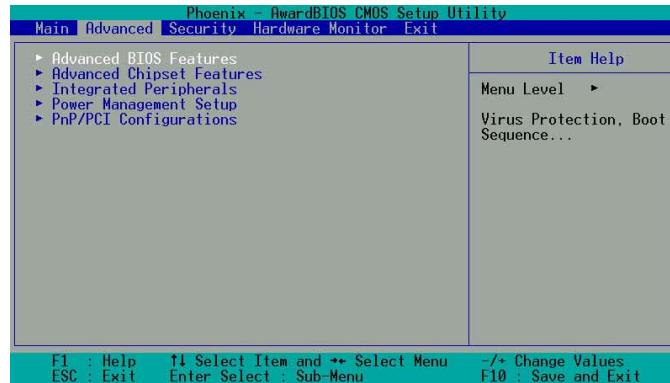 Phoenix - AwardBIOS CMOS Setup Utility
Main Advanced Security Hardware Monitor Exit
► Advanced BIOS Features
► Advanced Chipset Features
► Integrated Peripherals
► Power Management Setup
► PnP/PCI Configurations
Item Help
Menu Level ►
Virus Protection, Boot
Sequence...
F1 : Help ↑↓ Select Item and →← Select Menu -/+ Change Values
ESC : Exit Enter Select : Sub-Menu F10 : Save and Exit